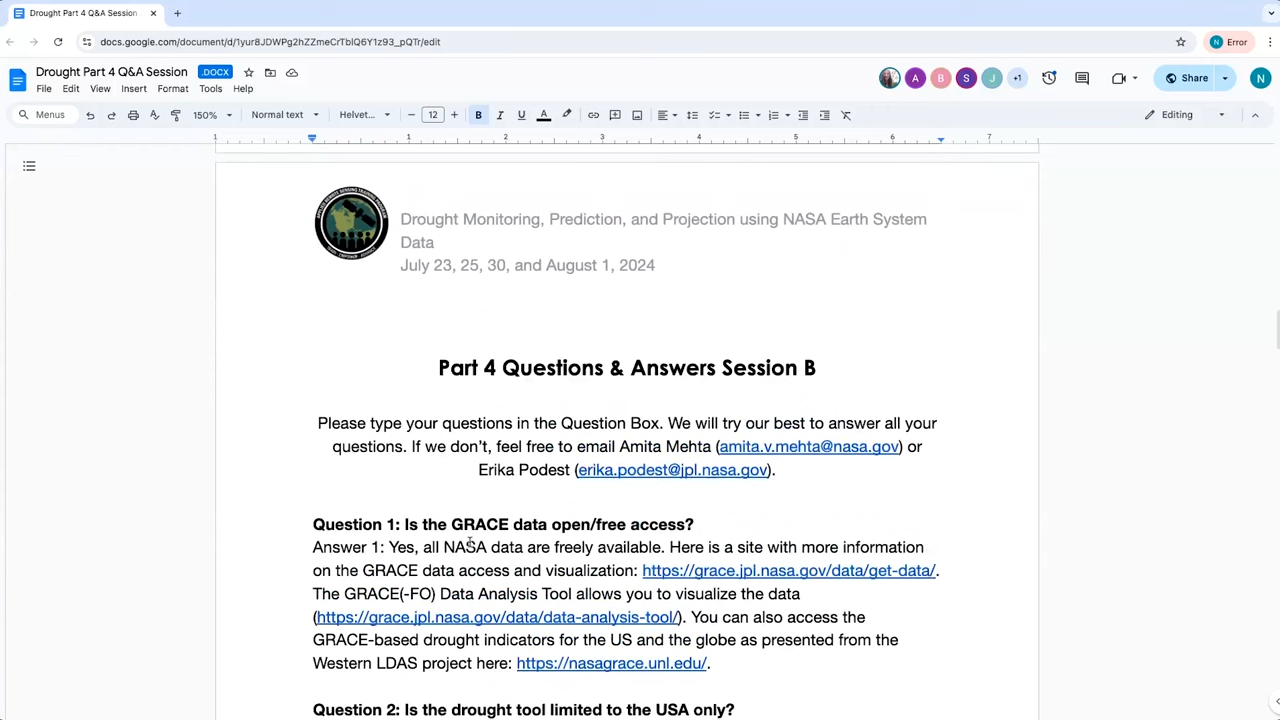 Drought Part 4 Q&A Session
docs.google.com/document/d/1yur8JDWPg2hZZmeCrTblQ6Y1z93_pQTr/edit
N Error
Drought Part 4 Q&A Session .DOCX
File Edit View Insert Format Tools Help
A B S J +1 Share N
Menus 150% Normal text Helvet... 12 B I U A Editing
1 1 2 3 4 5 6 7
Drought Monitoring, Prediction, and Projection using NASA Earth System
Data
July 23, 25, 30, and August 1, 2024
Part 4 Questions & Answers Session B
Please type your questions in the Question Box. We will try our best to answer all your
questions. If we don't, feel free to email Amita Mehta (amita.v.mehta@nasa.gov) or
Erika Podest (erika.podest@jpl.nasa.gov).
Question 1: Is the GRACE data open/free access?
Answer 1: Yes, all NASA data are freely available. Here is a site with more information
on the GRACE data access and visualization: https://grace.jpl.nasa.gov/data/get-data/.
The GRACE(-FO) Data Analysis Tool allows you to visualize the data
(https://grace.jpl.nasa.gov/data/data-analysis-tool/). You can also access the
GRACE-based drought indicators for the US and the globe as presented from the
Western LDAS project here: https://nasagrace.unl.edu/.
Question 2: Is the drought tool limited to the USA only?